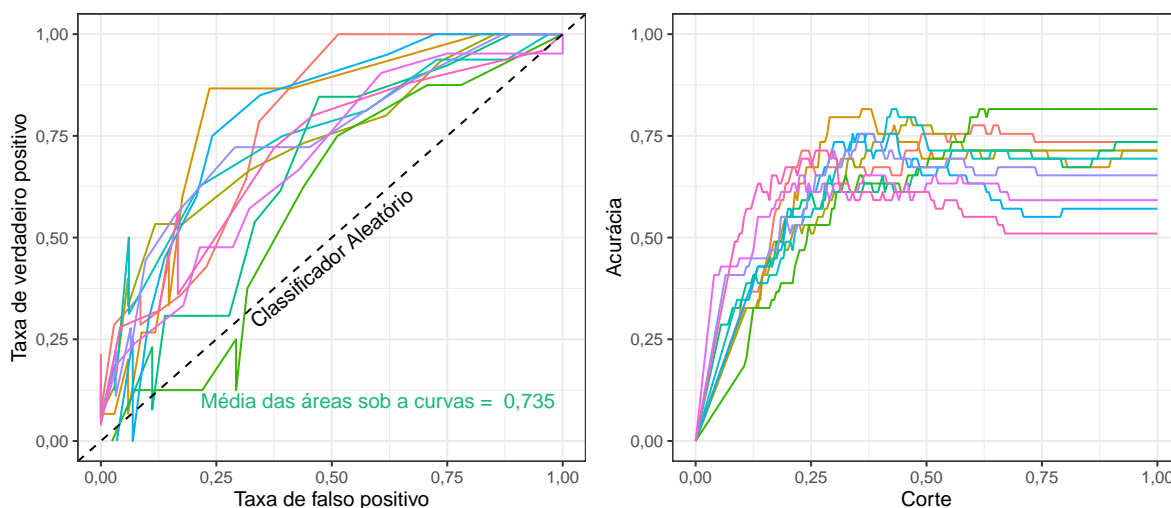 Taxa de verdadeiro positivo
1,00
0,75
0,50
0,25
0,00
Classificador Aleatório
Média das áreas sob a curvas = 0,735
0,00 0,25 0,50 0,75 1,00
Taxa de falso positivo
Acurácia
1,00
0,75
0,50
0,25
0,00
0,00 0,25 0,50 0,75 1,00
Corte